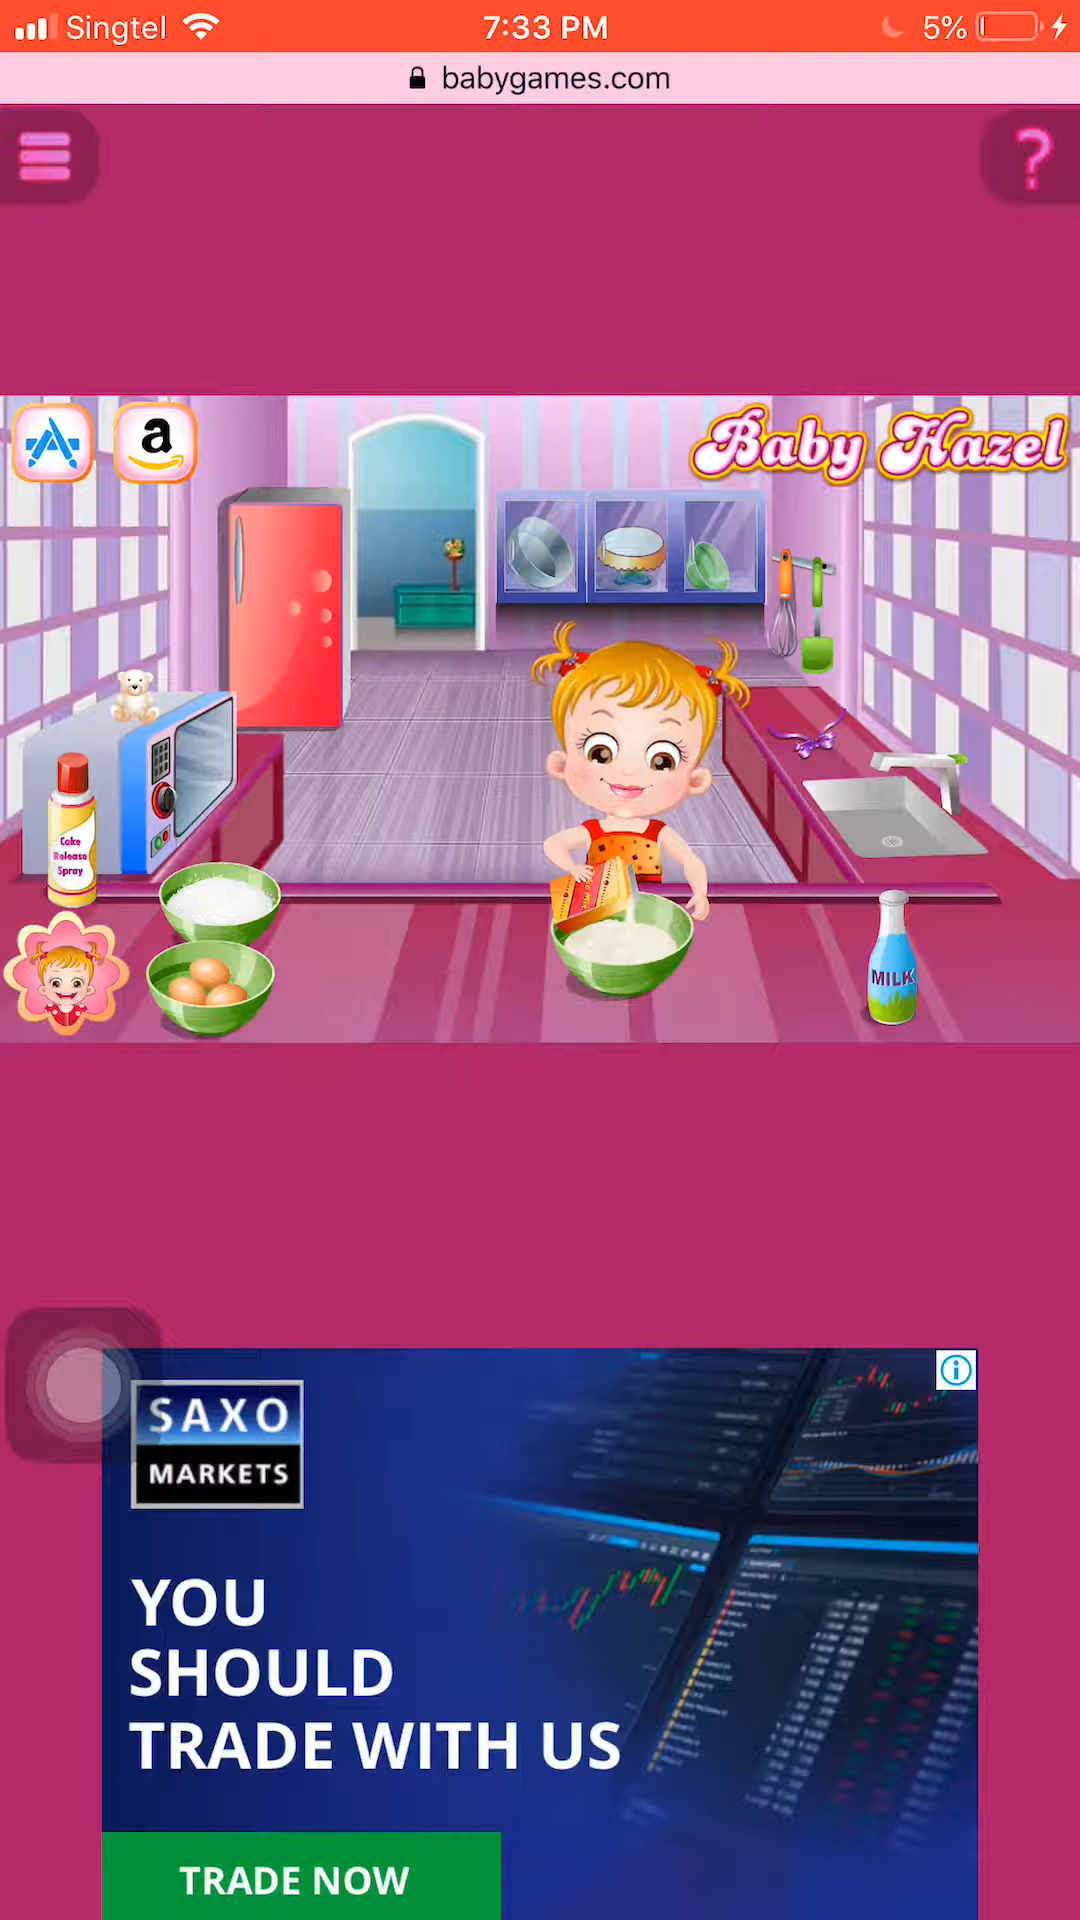 Singtel
7:33 PM
5%
babygames.com
?
a
Baby Hazel
Cake
Release
Spray
MILK
SAXO
MARKETS
YOU
SHOULD
TRADE WITH US
TRADE NOW